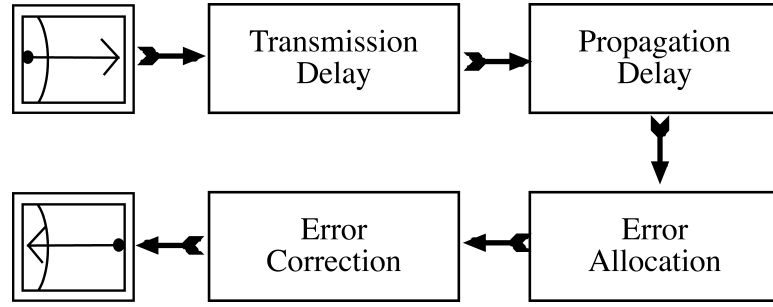 Transmission
Delay
Propagation
Delay
Error
Correction
Error
Allocation